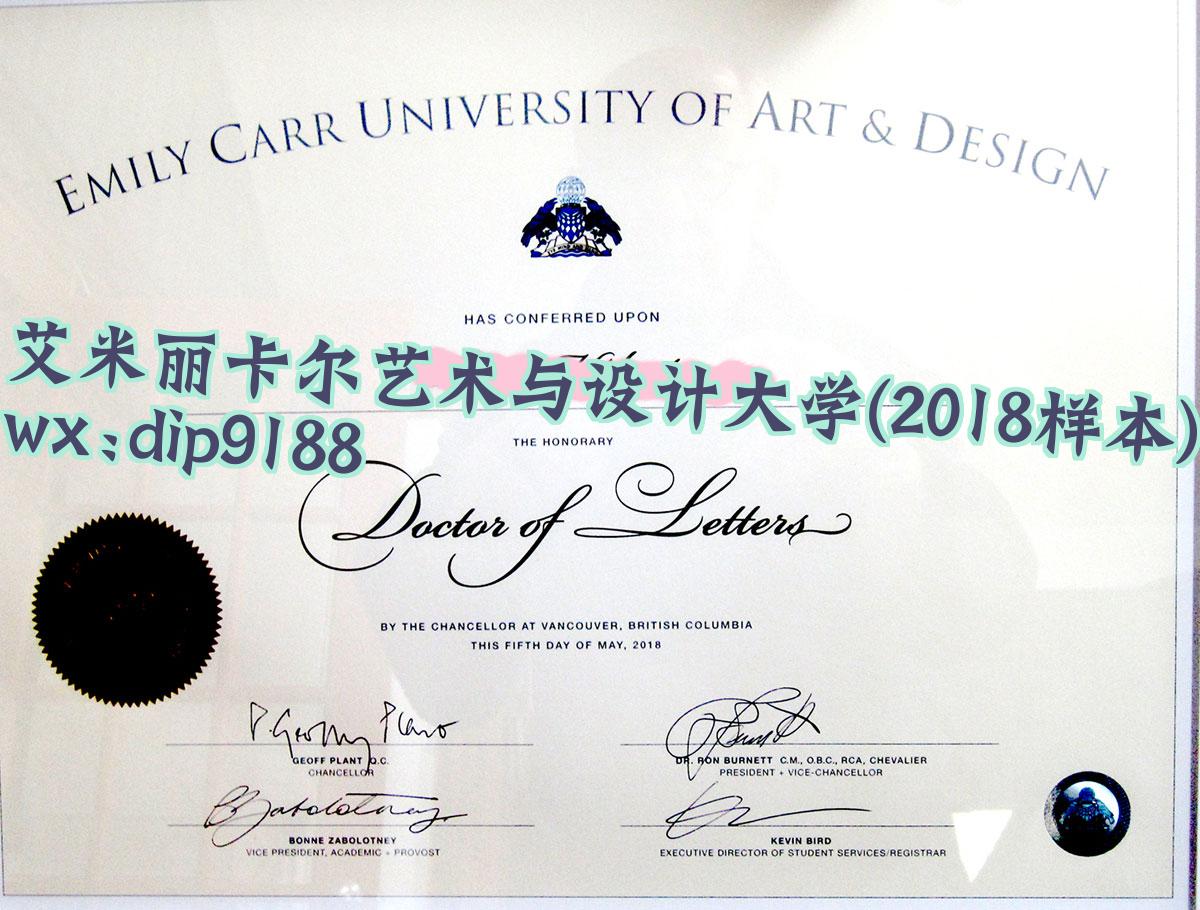 EMILY CARR UNIVERSITY OF ART & DESIGN
HAS CONFERRED UPON
艾米丽卡尔艺术与设计大学(2018样本)
wx:dip9188
THE HONORARY
Doctor of Letters
BY THE CHANCELLOR AT VANCOUVER, BRITISH COLUMBIA
THIS FIFTH DAY OF MAY, 2018
GEOFF PLANT Q.C.
CHANCELLOR
DR. RON BURNETT C.M., O.B.C., RCA, CHEVALIER
PRESIDENT + VICE-CHANCELLOR
BONNE ZABOLOTNEY
VICE PRESIDENT, ACADEMIC + PROVOST
KEVIN BIRD
EXECUTIVE DIRECTOR OF STUDENT SERVICES/REGISTRAR